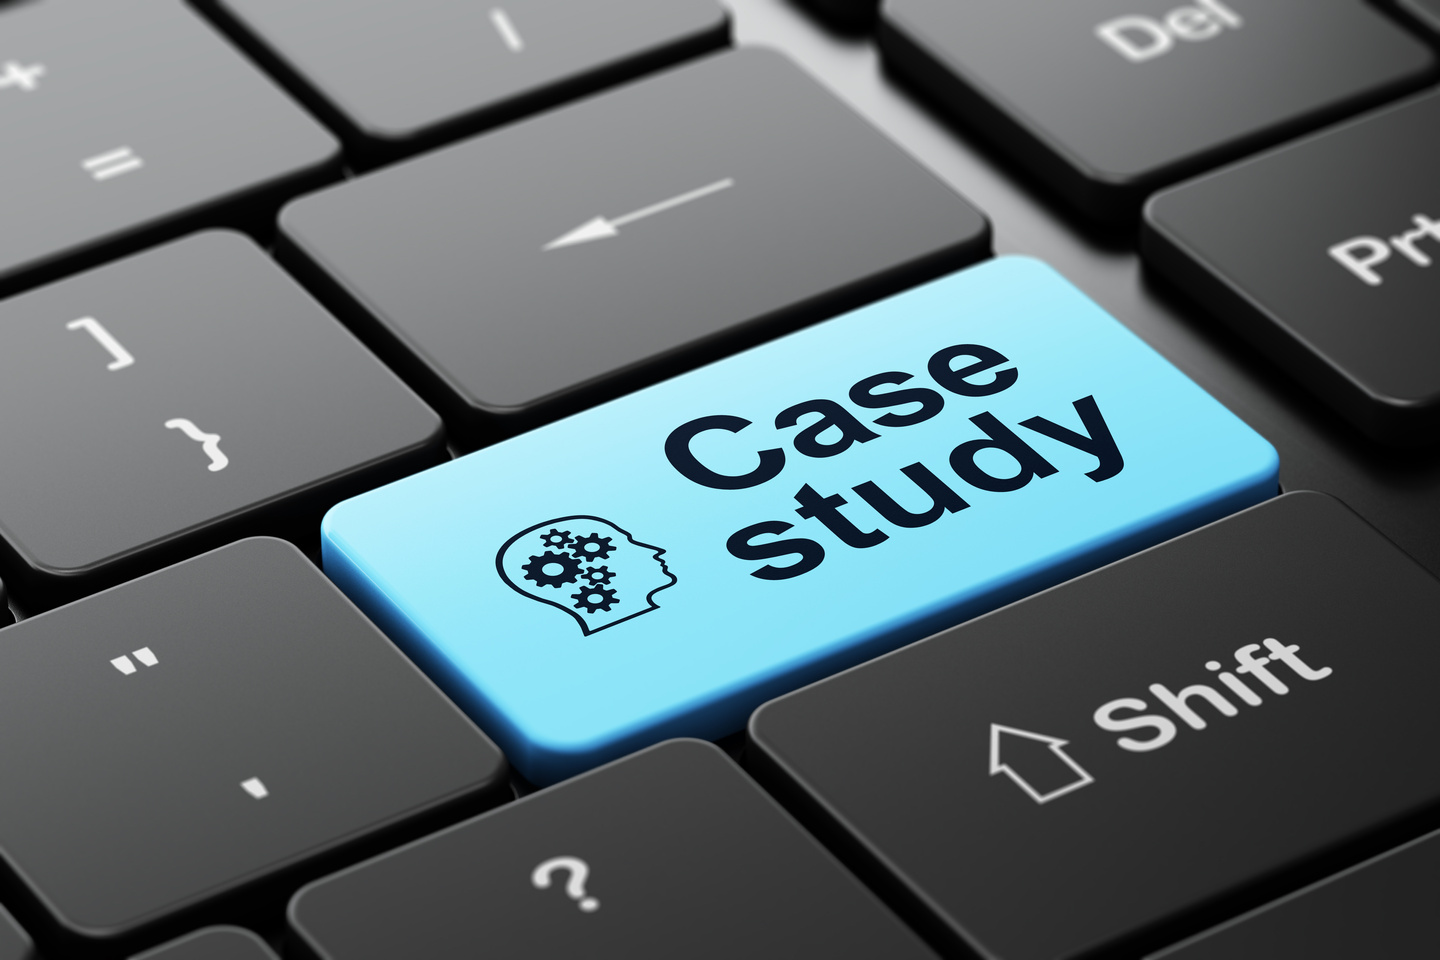 +
=
\
Del
Prt
]
}
Case
study
"
'
Shift
?